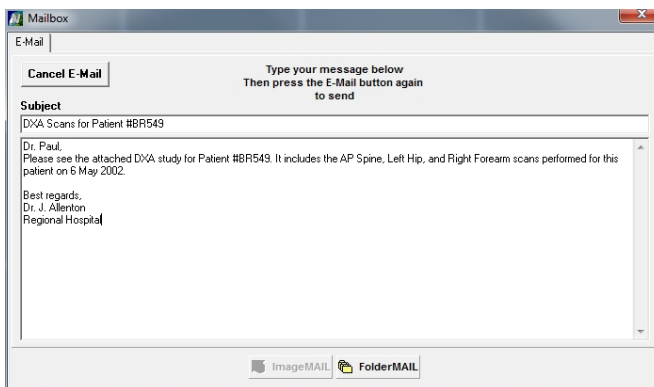 Mailbox
E-Mail
Cancel E-Mail
Type your message below
Then press the E-Mail button again
to send
Subject
DXA Scans for Patient #BR549
Dr. Paul,
Please see the attached DXA study for Patient #BR549. It includes the AP Spine, Left Hip, and Right Forearm scans performed for this
patient on 6 May 2002.
Best regards,
Dr. J. Allenton
Regional Hospital
ImageMAIL
FolderMAIL